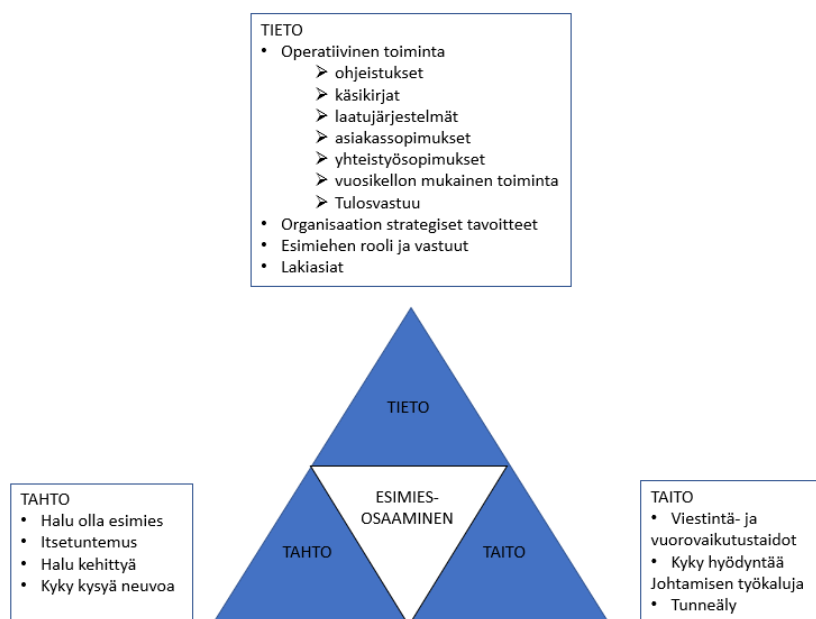 TIETO
• Operatiivinen toiminta
➢ ohjeistukset
➢ käsikirjat
➢ laatujärjestelmät
➢ asiakassopimukset
➢ yhteistyösopimukset
➢ vuosikellon mukainen toiminta
➢ Tulosvastuu
• Organisaation strategiset tavoitteet
• Esimiehen rooli ja vastuut
• Lakiasiat
TIETO
ESIMIES-
OSAAMINEN
TAHTO
TAITO
TAHTO
• Halu olla esimies
• Itsetuntemus
• Halu kehittyä
• Kyky kysyä neuvoa
TAITO
• Viestintä- ja
vuorovaikutustaidot
• Kyky hyödyntää
Johtamisen työkaluja
• Tunneäly